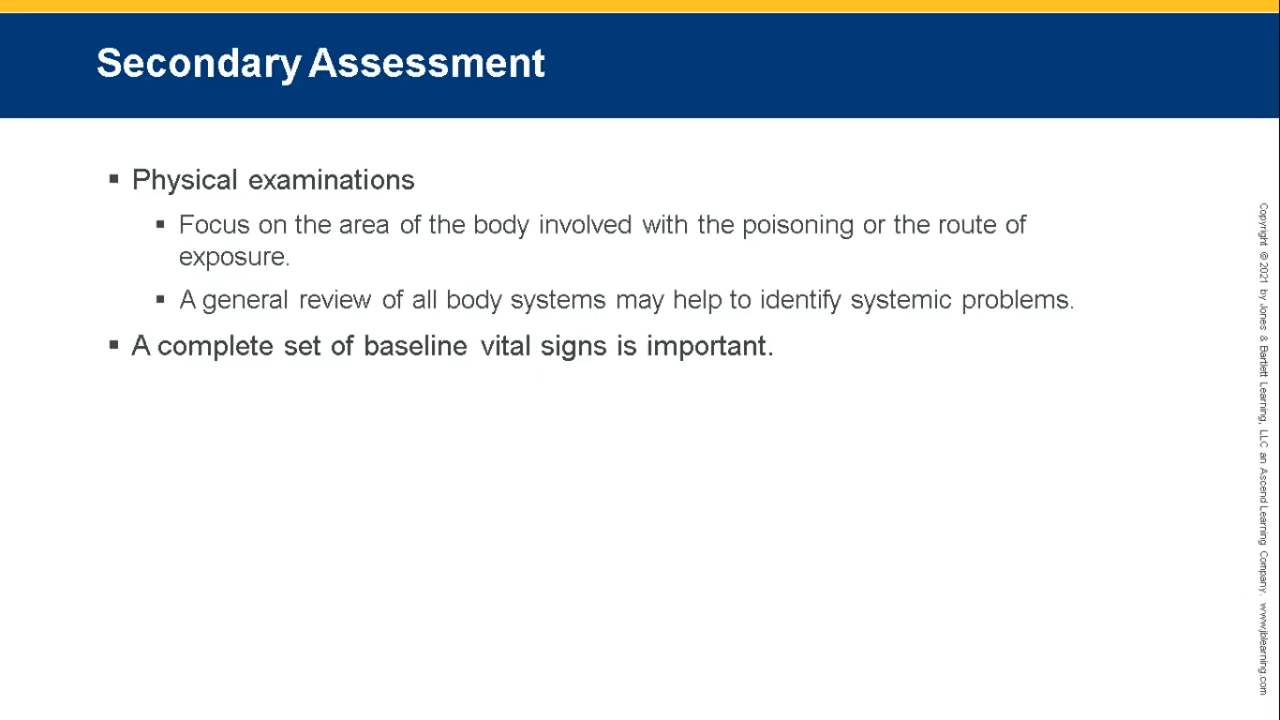 Secondary Assessment
▪ Physical examinations
▪ Focus on the area of the body involved with the poisoning or the route of
exposure.
▪ A general review of all body systems may help to identify systemic problems.
▪ A complete set of baseline vital signs is important.
Copyright © 2021 by Jones & Bartlett Learning, LLC an Ascend Learning Company. www.jblearning.com